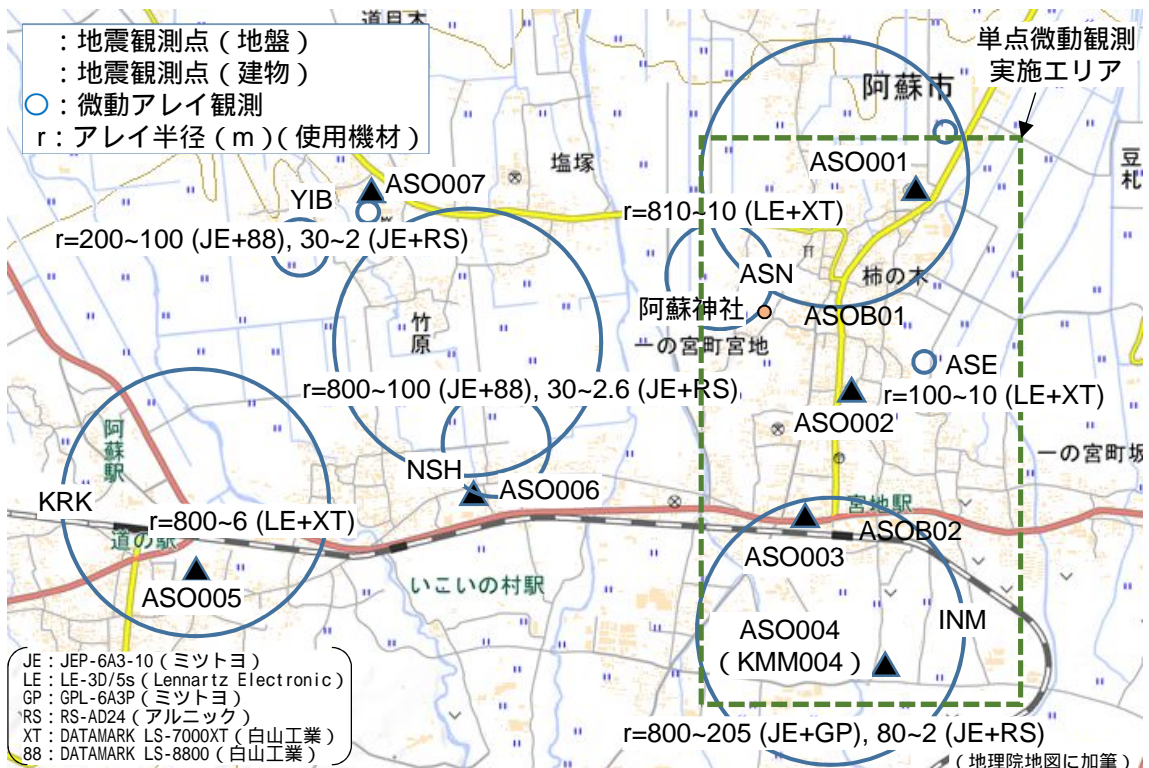 道目木
：地震観測点（地盤）
：地震観測点（建物）
○：微動アレイ観測
r：アレイ半径（m）(使用機材)
単点微動観測
実施エリア
阿蘇市
豆札
塩塚
ASO001
ASO007
YIB
r=810~10 (LE+XT)
r=200~100 (JE+88), 30~2 (JE+RS)
ASN
柿の木
阿蘇神社
ASOB01
竹原
一の宮町宮地
ASE
r=800~100 (JE+88), 30~2.6 (JE+RS)
r=100~10 (LE+XT)
ASO002
阿蘇駅
一の宮町坂
NSH
ASO006
KRK
宮地駅
r=800~6 (LE+XT)
道の駅
ASOB02
ASO003
ASO005
いこいの村駅
INM
ASO004
（KMM004）
JE：JEP-6A3-10（ミツトヨ）
LE：LE-3D/5s（Lennartz Electronic）
GP：GPL-6A3P（ミツトヨ）
RS：RS-AD24（アルニック）
XT：DATAMARK LS-7000XT（白山工業）
88：DATAMARK LS-8800（白山工業）
r=800~205 (JE+GP), 80~2 (JE+RS)
（地理院地図に加筆）